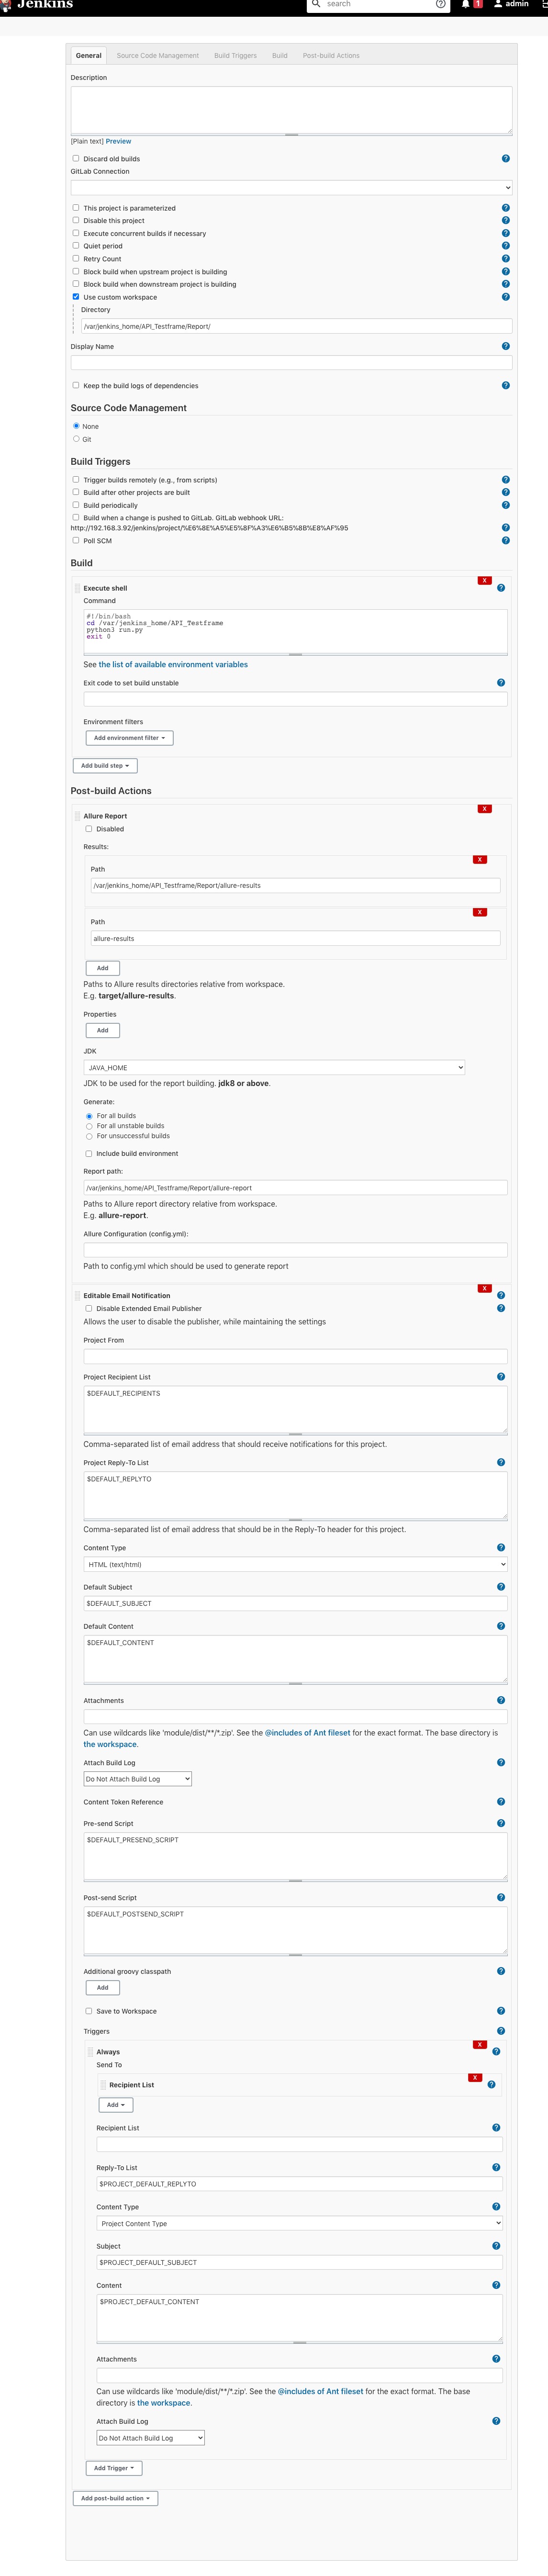 Jenkins
search
1
admin
General
Source Code Management
Build Triggers
Build
Post-build Actions
Description
[Plain text] Preview
Discard old builds
GitLab Connection
This project is parameterized
Disable this project
Execute concurrent builds if necessary
Quiet period
Retry Count
Block build when upstream project is building
Block build when downstream project is building
Use custom workspace
Directory
/var/jenkins_home/API_Testframe/Report/
Display Name
Keep the build logs of dependencies
Source Code Management
None
Git
Build Triggers
Trigger builds remotely (e.g., from scripts)
Build after other projects are built
Build periodically
Build when a change is pushed to GitLab. GitLab webhook URL:
http://192.168.3.92/jenkins/project/%E6%8E%A5%E5%8F%A3%E6%B5%8B%E8%AF%95
Poll SCM
Build
X
Execute shell
Command
#!/bin/bash
cd /var/jenkins_home/API_Testframe
python3 run.py
exit 0
See the list of available environment variables
Exit code to set build unstable
Environment filters
Add environment filter
Add build step
Post-build Actions
X
Allure Report
Disabled
Results:
X
Path
/var/jenkins_home/API_Testframe/Report/allure-results
X
Path
allure-results
Add
Paths to Allure results directories relative from workspace.
E.g. target/allure-results.
Properties
Add
JDK
JAVA_HOME
JDK to be used for the report building. jdk8 or above.
Generate:
For all builds
For all unstable builds
For unsuccessful builds
Include build environment
Report path:
/var/jenkins_home/API_Testframe/Report/allure-report
Paths to Allure report directory relative from workspace.
E.g. allure-report.
Allure Configuration (config.yml):
Path to config.yml which should be used to generate report
X
Editable Email Notification
Disable Extended Email Publisher
Allows the user to disable the publisher, while maintaining the settings
Project From
Project Recipient List
$DEFAULT_RECIPIENTS
Comma-separated list of email address that should receive notifications for this project.
Project Reply-To List
$DEFAULT_REPLYTO
Comma-separated list of email address that should be in the Reply-To header for this project.
Content Type
HTML (text/html)
Default Subject
$DEFAULT_SUBJECT
Default Content
$DEFAULT_CONTENT
Attachments
Can use wildcards like 'module/dist/**/*.zip'. See the @includes of Ant fileset for the exact format. The base directory is
the workspace.
Attach Build Log
Do Not Attach Build Log
Content Token Reference
Pre-send Script
$DEFAULT_PRESEND_SCRIPT
Post-send Script
$DEFAULT_POSTSEND_SCRIPT
Additional groovy classpath
Add
Save to Workspace
Triggers
X
Always
Send To
X
Recipient List
Add
Recipient List
Reply-To List
$PROJECT_DEFAULT_REPLYTO
Content Type
Project Content Type
Subject
$PROJECT_DEFAULT_SUBJECT
Content
$PROJECT_DEFAULT_CONTENT
Attachments
Can use wildcards like 'module/dist/**/*.zip'. See the @includes of Ant fileset for the exact format. The base
directory is the workspace.
Attach Build Log
Do Not Attach Build Log
Add Trigger
Add post-build action